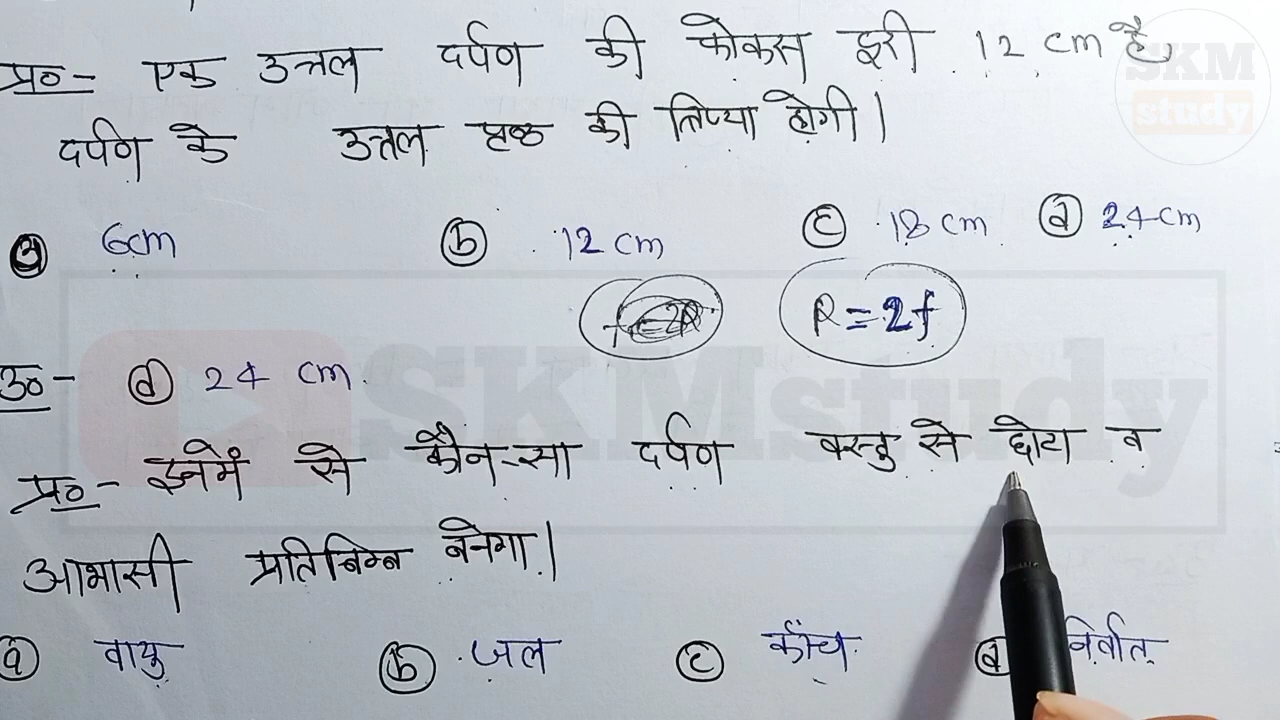 प्र०- एक उत्तल दर्पण की फोकस दूरी 12 cm है,
दर्पण के उत्तल पृष्ठ की त्रिज्या होगी।
a 6cm b 12 cm c 18 cm d 24 cm
R = 2f
उ०- d 24 cm.
प्र०- इनमें से कौन-सा दर्पण वस्तु से छोटा व
आभासी प्रतिबिम्ब बनेगा।
a वायु b जल c काँच d निर्वात
SKM study
SKMstudy